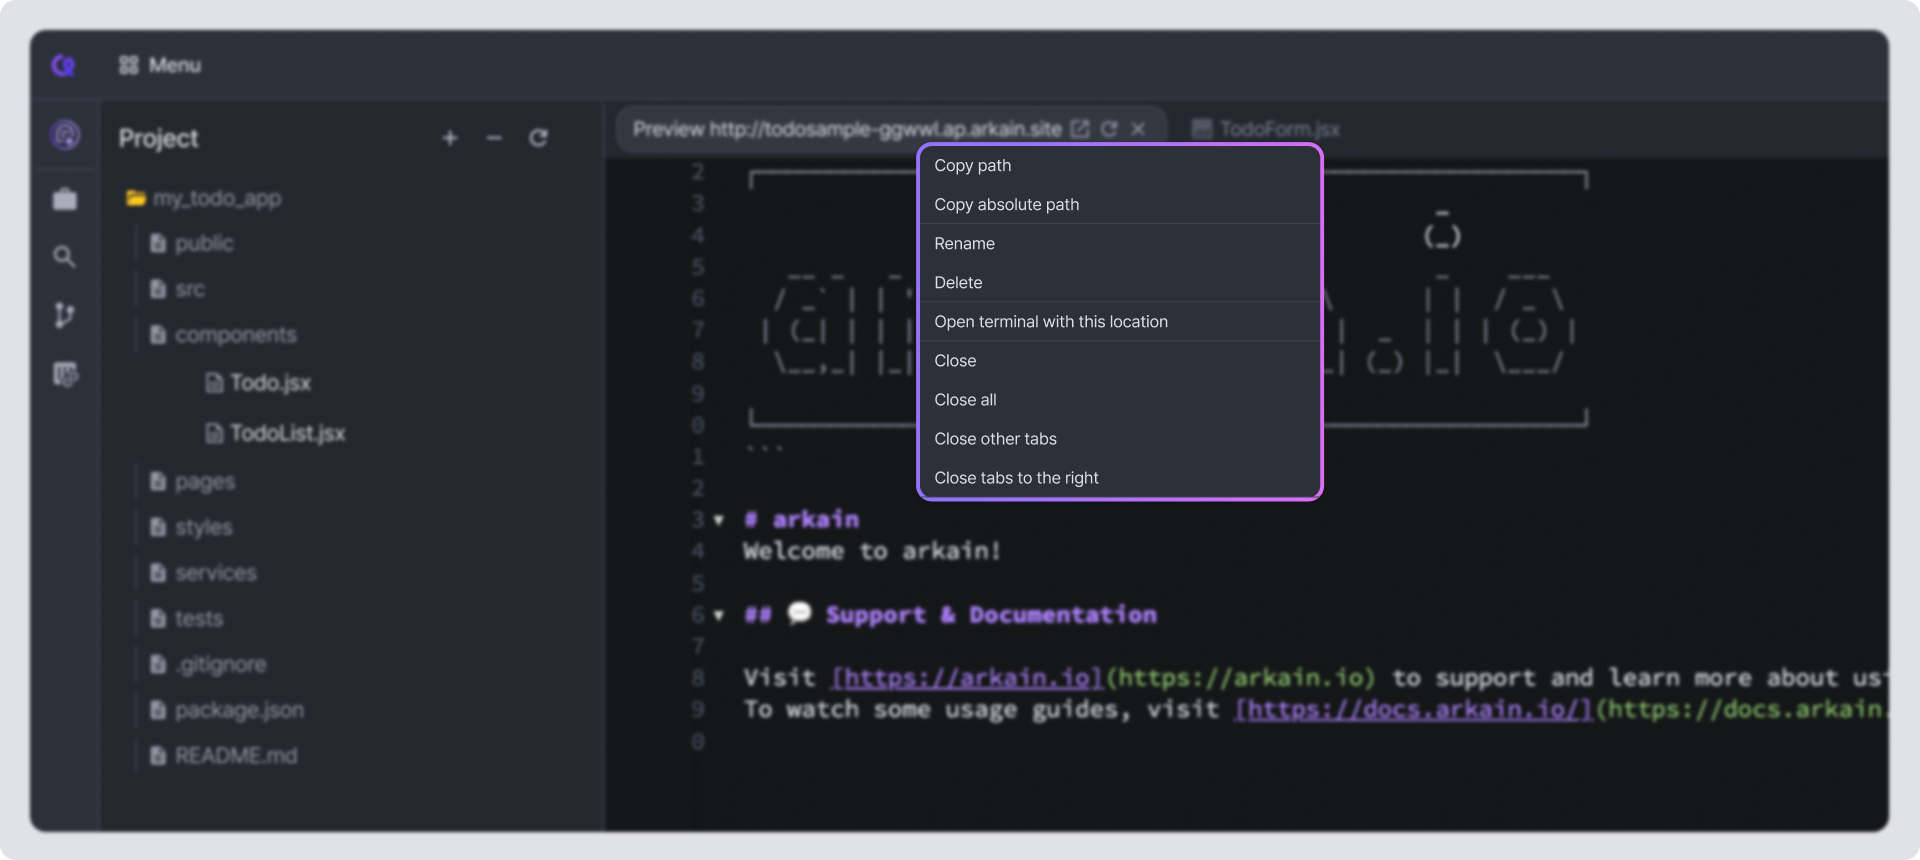 Menu
Project
my_todo_app
public
src
components
Todo.jsx
TodoList.jsx
pages
styles
services
tests
.gitignore
package.json
README.md
Preview http://todosample-ggwwl.ap.arkain.site
TodoForm.jsx
Copy path
Copy absolute path
Rename
Delete
Open terminal with this location
Close
Close all
Close other tabs
Close tabs to the right
2
3
4
5
6
7
8
9
0
1 ```
2
3 # arkain
4 Welcome to arkain!
5
6 ## 💬 Support & Documentation
7
8 Visit [https://arkain.io](https://arkain.io) to support and learn more about us
9 To watch some usage guides, visit [https://docs.arkain.io/](https://docs.arkain.
0